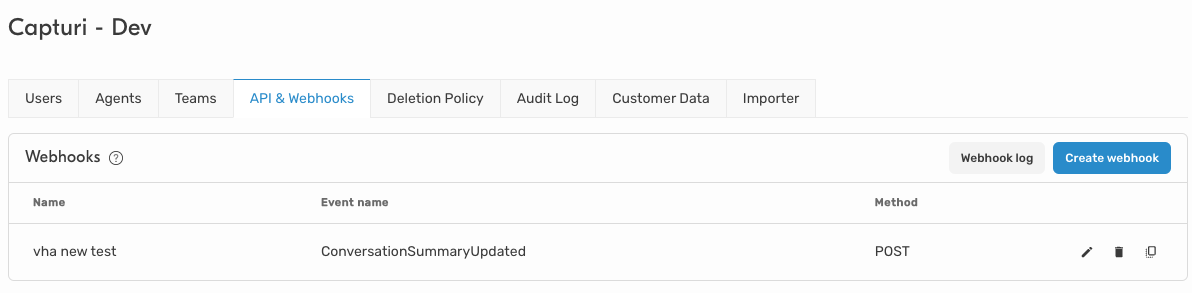 Capturi - Dev
Users Agents Teams API & Webhooks Deletion Policy Audit Log Customer Data Importer
Webhooks ? Webhook log Create webhook
Name Event name Method
vha new test ConversationSummaryUpdated POST